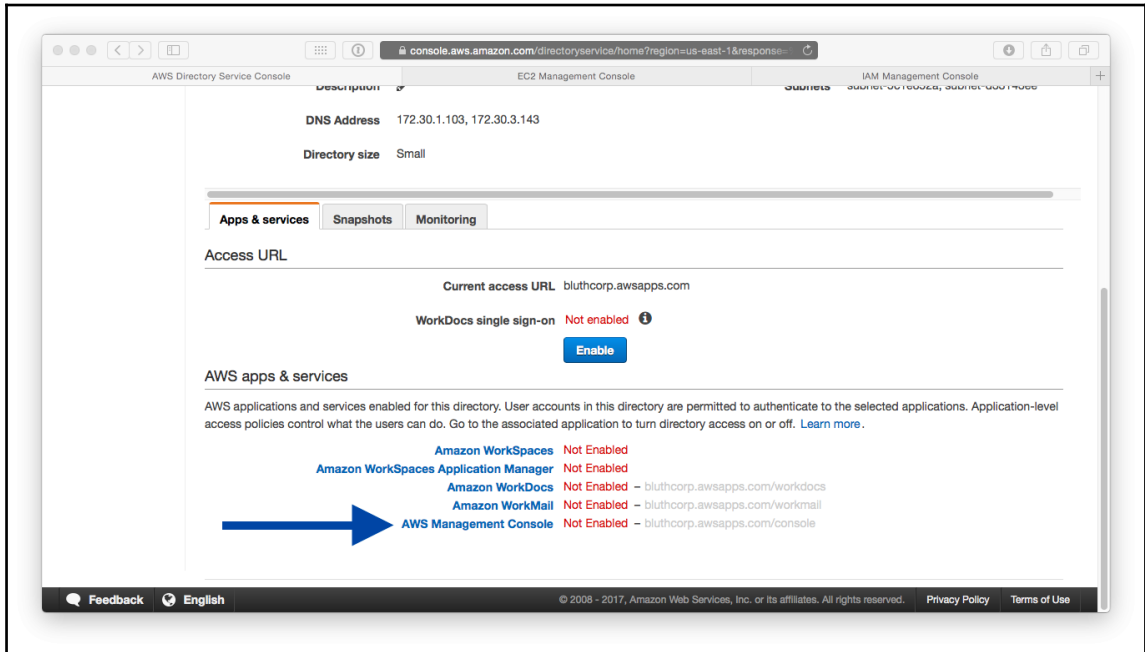 console.aws.amazon.com/directoryservice/home?region=us-east-1&response=
AWS Directory Service Console EC2 Management Console IAM Management Console +
Description Subnets
DNS Address 172.30.1.103, 172.30.3.143
Directory size Small
Apps & services Snapshots Monitoring
Access URL
Current access URL bluthcorp.awsapps.com
WorkDocs single sign-on Not enabled
Enable
AWS apps & services
AWS applications and services enabled for this directory. User accounts in this directory are permitted to authenticate to the selected applications. Application-level
access policies control what the users can do. Go to the associated application to turn directory access on or off. Learn more.
Amazon WorkSpaces Not Enabled
Amazon WorkSpaces Application Manager Not Enabled
Amazon WorkDocs Not Enabled – bluthcorp.awsapps.com/workdocs
Amazon WorkMail Not Enabled – bluthcorp.awsapps.com/workmail
AWS Management Console Not Enabled – bluthcorp.awsapps.com/console
Feedback English © 2008 - 2017, Amazon Web Services, Inc. or its affiliates. All rights reserved. Privacy Policy Terms of Use